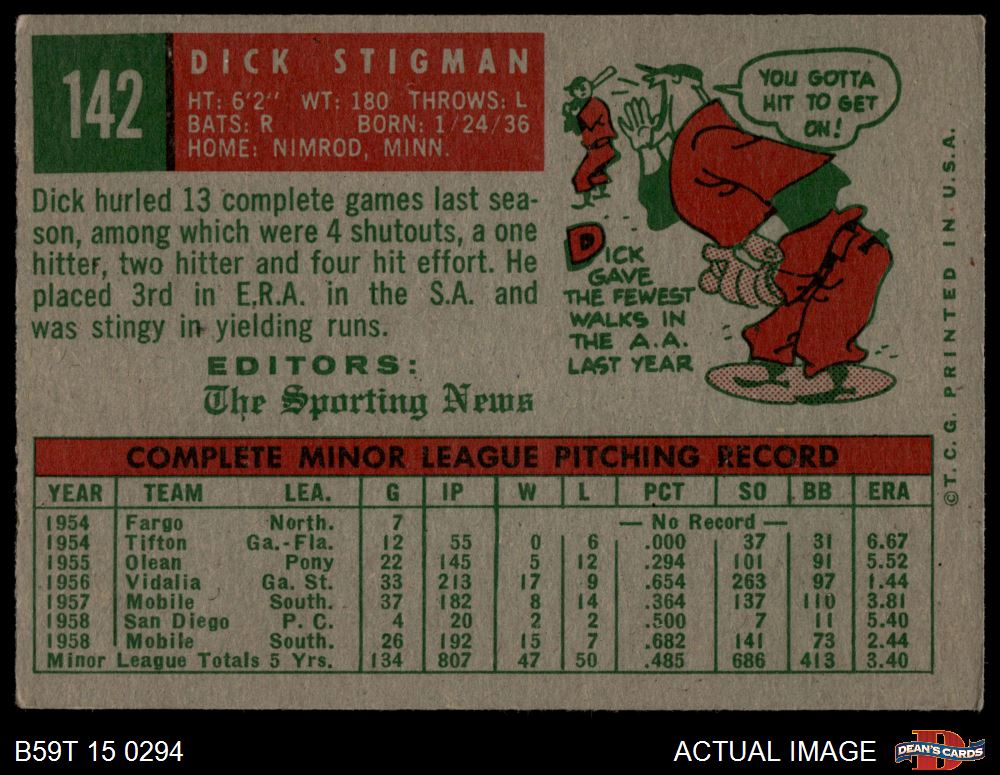 142
DICK STIGMAN
HT: 6'2" WT: 180 THROWS: L
BATS: R BORN: 1/24/36
HOME: NIMROD, MINN.
Dick hurled 13 complete games last sea-
son, among which were 4 shutouts, a one
hitter, two hitter and four hit effort. He
placed 3rd in E.R.A. in the S.A. and
was stingy in yielding runs.
EDITORS:
The Sporting News
YOU GOTTA
HIT TO GET
ON!
DICK
GAVE
THE FEWEST
WALKS IN
THE A.A.
LAST YEAR
©T.C.G. PRINTED IN U.S.A.
COMPLETE MINOR LEAGUE PITCHING RECORD
YEAR TEAM LEA. G IP W L PCT SO BB ERA
1954 Fargo North. 7 — No Record —
1954 Tifton Ga.-Fla. 12 55 0 6 .000 37 31 6.67
1955 Olean Pony 22 145 5 12 .294 101 91 5.52
1956 Vidalia Ga. St. 33 213 17 9 .654 263 97 1.44
1957 Mobile South. 37 182 8 14 .364 137 110 3.81
1958 San Diego P. C. 4 20 2 2 .500 7 11 5.40
1958 Mobile South. 26 192 15 7 .682 141 73 2.44
Minor League Totals 5 Yrs. 134 807 47 50 .485 686 413 3.40
B59T 15 0294
ACTUAL IMAGE
D
DEAN'S CARDS